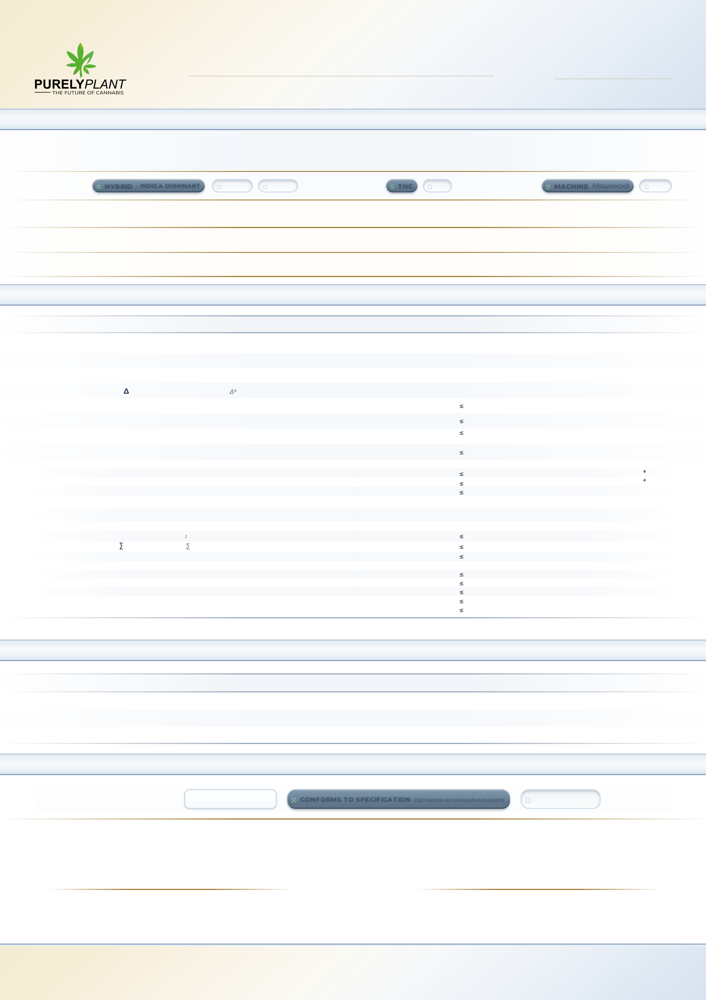 PURELYPLANT
THE FUTURE OF CANNABIS
☒ HYBRID · INDICA DOMINANT ☐ ☐ ☒ THC ☐ ☒ MACHINE Машинска ☐
Δ Δ⁹
≤
≤
≤
≤
≤ ⁴
≤ ⁴
≤
¹ ≤
Σ Σ ≤
≤
≤
≤
≤
≤
≤
☒ CONFORMS TO SPECIFICATION Одговара на спецификацијата ☐